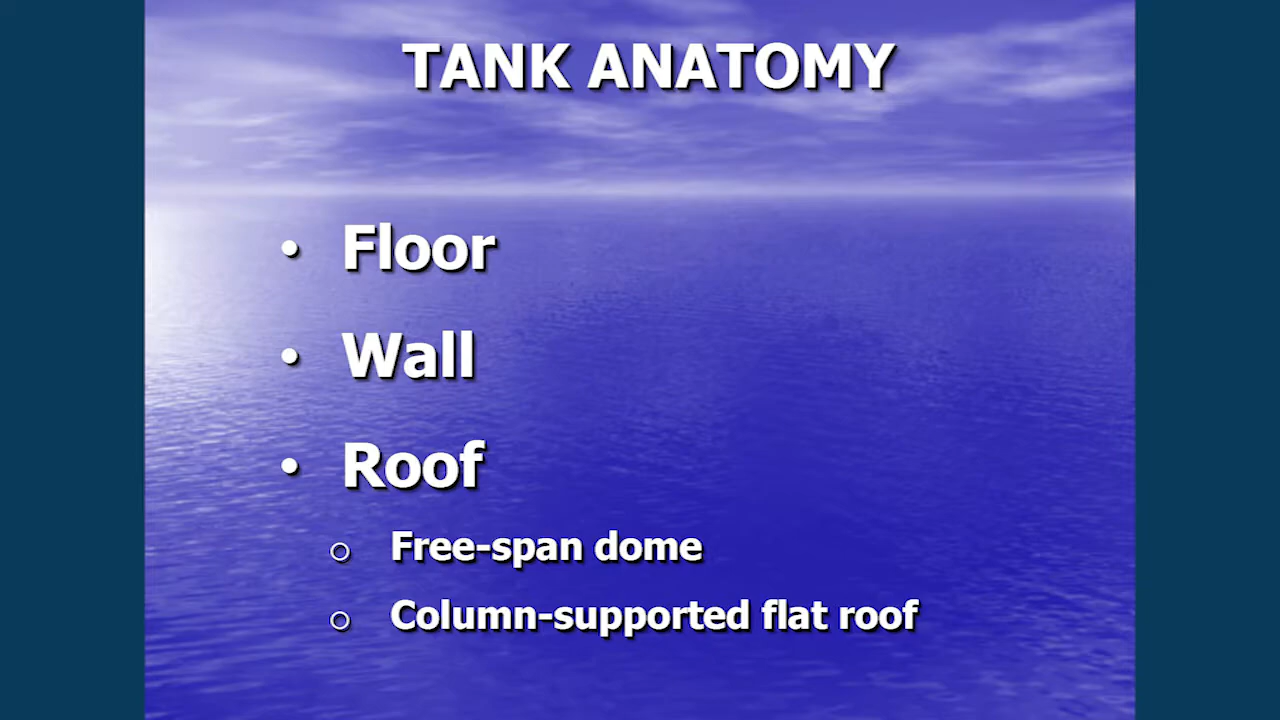 TANK ANATOMY
• Floor
• Wall
• Roof
o Free-span dome
o Column-supported flat roof